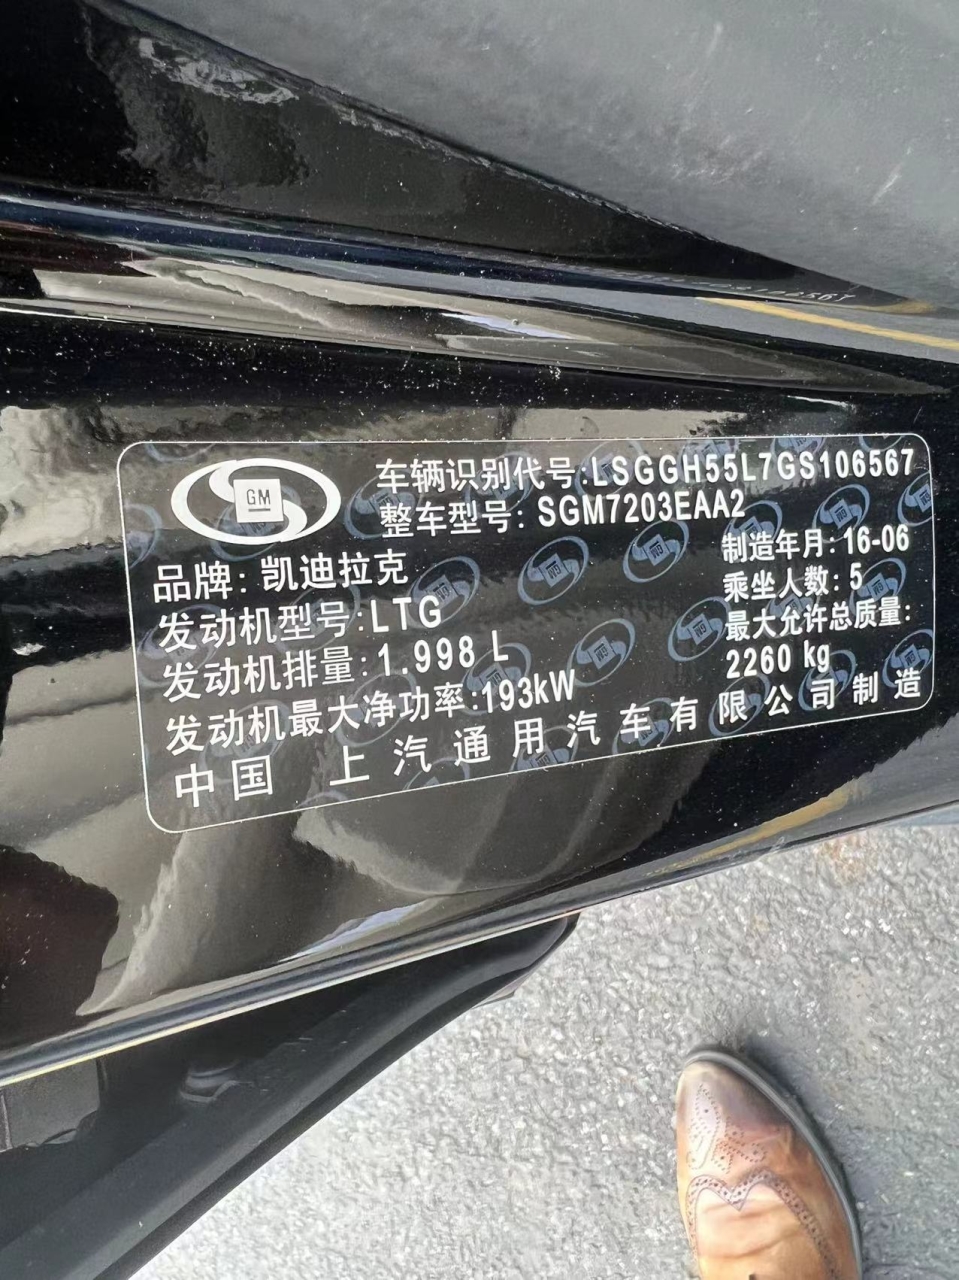 GM
车辆识别代号:LSGGH55L7GS106567
整车型号: SGM7203EAA2
品牌: 凯迪拉克
制造年月: 16-06
发动机型号:LTG
乘坐人数: 5
发动机排量:1.998 L
最大允许总质量:
2260 kg
发动机最大净功率:193kW
中国 上汽通用汽车有限公司制造